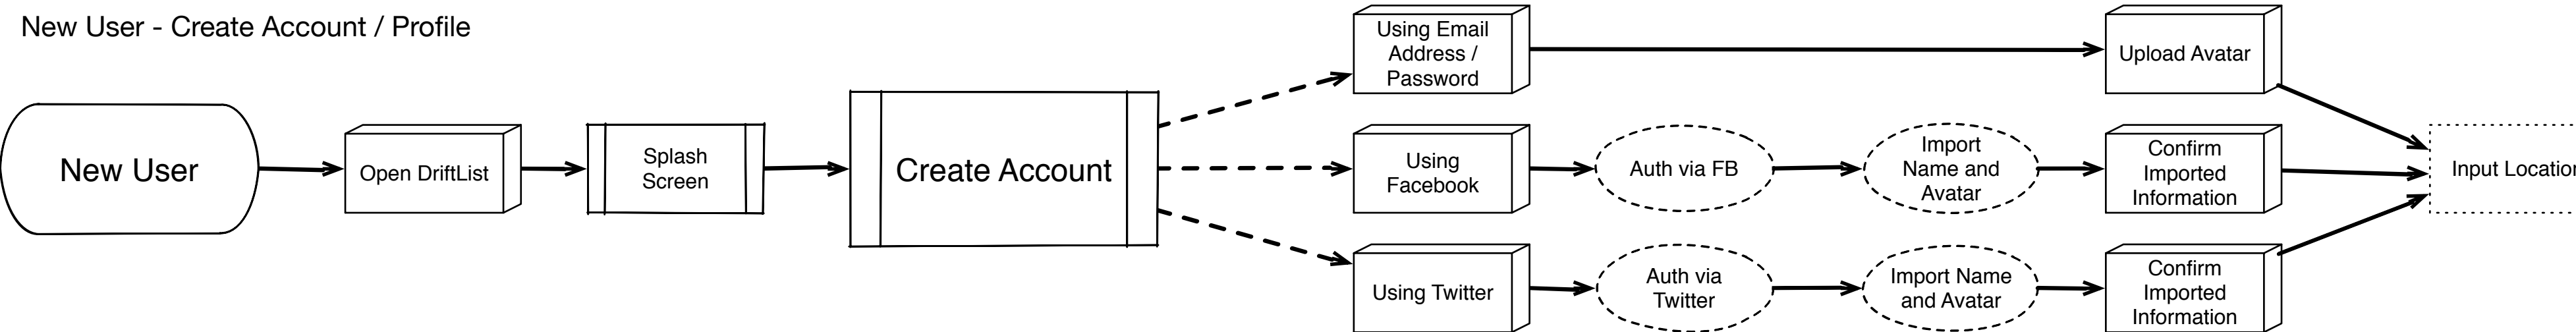 New User - Create Account / Profile
New User
Open DriftList
Splash
Screen
Create Account
Using Email
Address /
Password
Upload Avatar
Using
Facebook
Auth via FB
Import
Name and
Avatar
Confirm
Imported
Information
Using Twitter
Auth via
Twitter
Import Name
and Avatar
Confirm
Imported
Information
Input Location